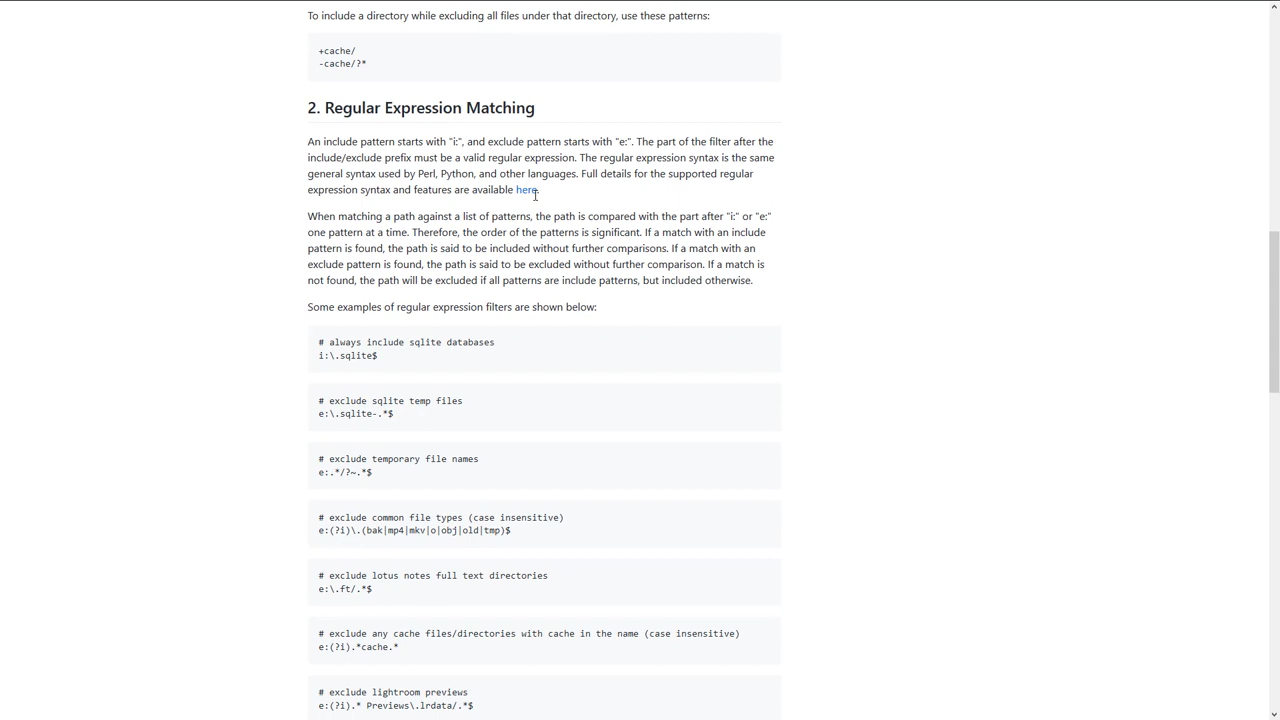 To include a directory while excluding all files under that directory, use these patterns:
+cache/
-cache/?*
2. Regular Expression Matching
An include pattern starts with "i:", and exclude pattern starts with "e:". The part of the filter after the
include/exclude prefix must be a valid regular expression. The regular expression syntax is the same
general syntax used by Perl, Python, and other languages. Full details for the supported regular
expression syntax and features are available here.
When matching a path against a list of patterns, the path is compared with the part after "i:" or "e:"
one pattern at a time. Therefore, the order of the patterns is significant. If a match with an include
pattern is found, the path is said to be included without further comparisons. If a match with an
exclude pattern is found, the path is said to be excluded without further comparison. If a match is
not found, the path will be excluded if all patterns are include patterns, but included otherwise.
Some examples of regular expression filters are shown below:
# always include sqlite databases
i:\.sqlite$
# exclude sqlite temp files
e:\.sqlite-.*$
# exclude temporary file names
e:.*/?~.*$
# exclude common file types (case insensitive)
e:(?i)\.(bak|mp4|mkv|o|obj|old|tmp)$
# exclude lotus notes full text directories
e:\.ft/.*$
# exclude any cache files/directories with cache in the name (case insensitive)
e:(?i).*cache.*
# exclude lightroom previews
e:(?i).* Previews\.lrdata/.*$